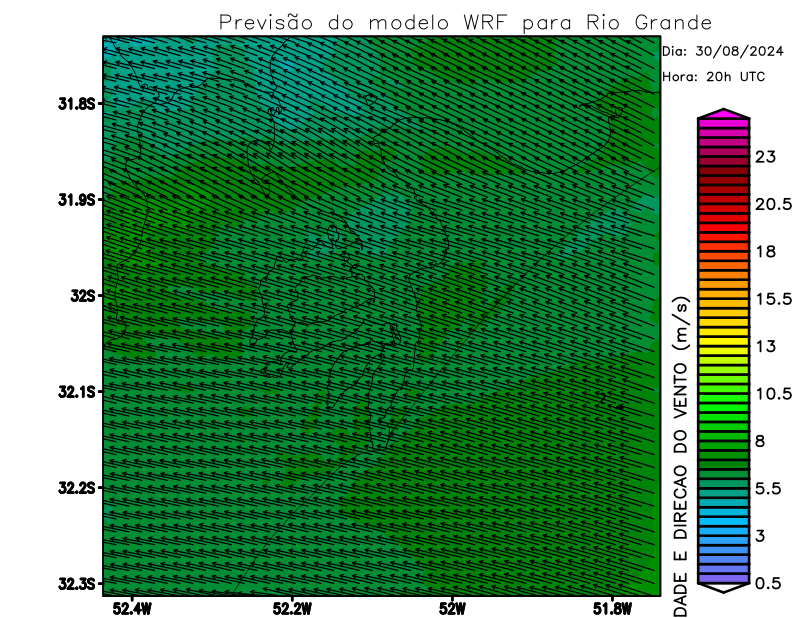 Previsão do modelo WRF para Rio Grande
Dia: 30/08/2024
Hora: 20h UTC
31.8S
31.9S
32S
32.1S
32.2S
32.3S
52.4W
52.2W
52W
51.8W
23
20.5
18
15.5
13
10.5
8
5.5
3
0.5
DADE E DIRECAO DO VENTO (m/s)